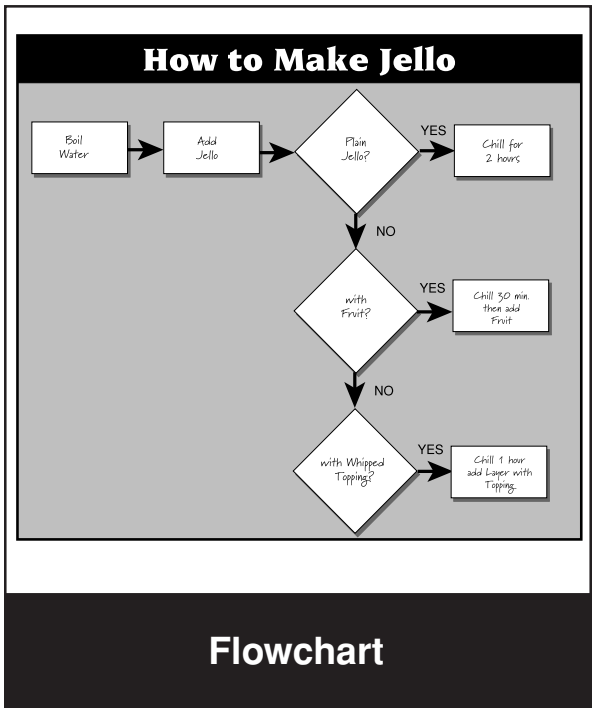 How to Make Jello
Boil
Water
Add
Jello
Plain
Jello?
YES
Chill for
2 hours
NO
with
Fruit?
YES
Chill 30 min.
then add
Fruit
NO
with Whipped
Topping?
YES
Chill 1 hour
add Layer with
Topping
Flowchart